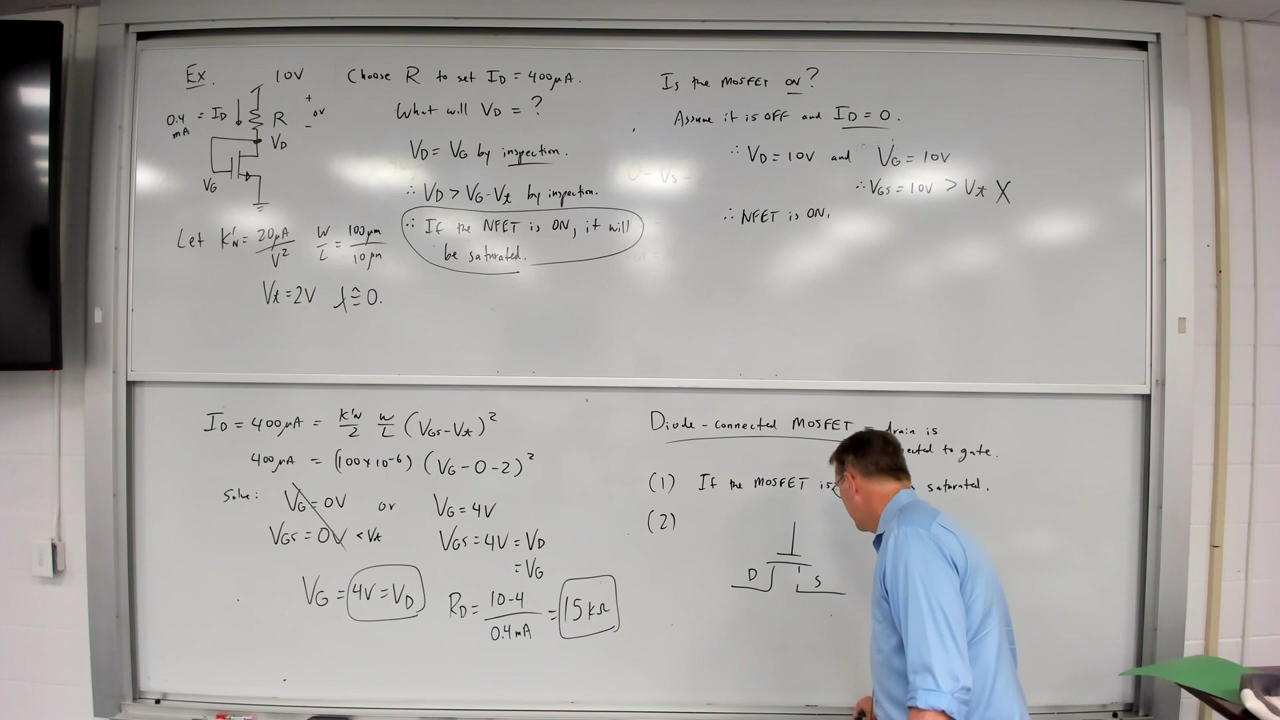 Ex.
10V
0.4 mA = ID
R
+ 0V -
VD
VG
Let K'N = 20μA/V² W/L = 100μm/10μm
Vt = 2V λ ≙ 0.
Choose R to set ID = 400μA.
What will VD = ?
VD = VG by inspection.
∴ VD > VG-Vt by inspection.
∴ If the NFET is ON, it will
be saturated.
Is the MOSFET ON?
Assume it is OFF and ID = 0.
∴ VD = 10V and VG = 10V
∴ VGS = 10V > Vt X
∴ NFET is ON.
ID = 400μA = K'N/2 W/L (VGS-Vt)²
400μA = (100×10⁻⁶) (VG-0-2)²
Solve: VG = 0V or VG = 4V
VGS = 0V < Vt VGS = 4V = VD
= VG
VG = 4V = VD RD = 10-4/0.4mA = 15kΩ
Diode-connected MOSFET = drain is
to gate.
(1) If the MOSFET is saturated.
(2)
D S